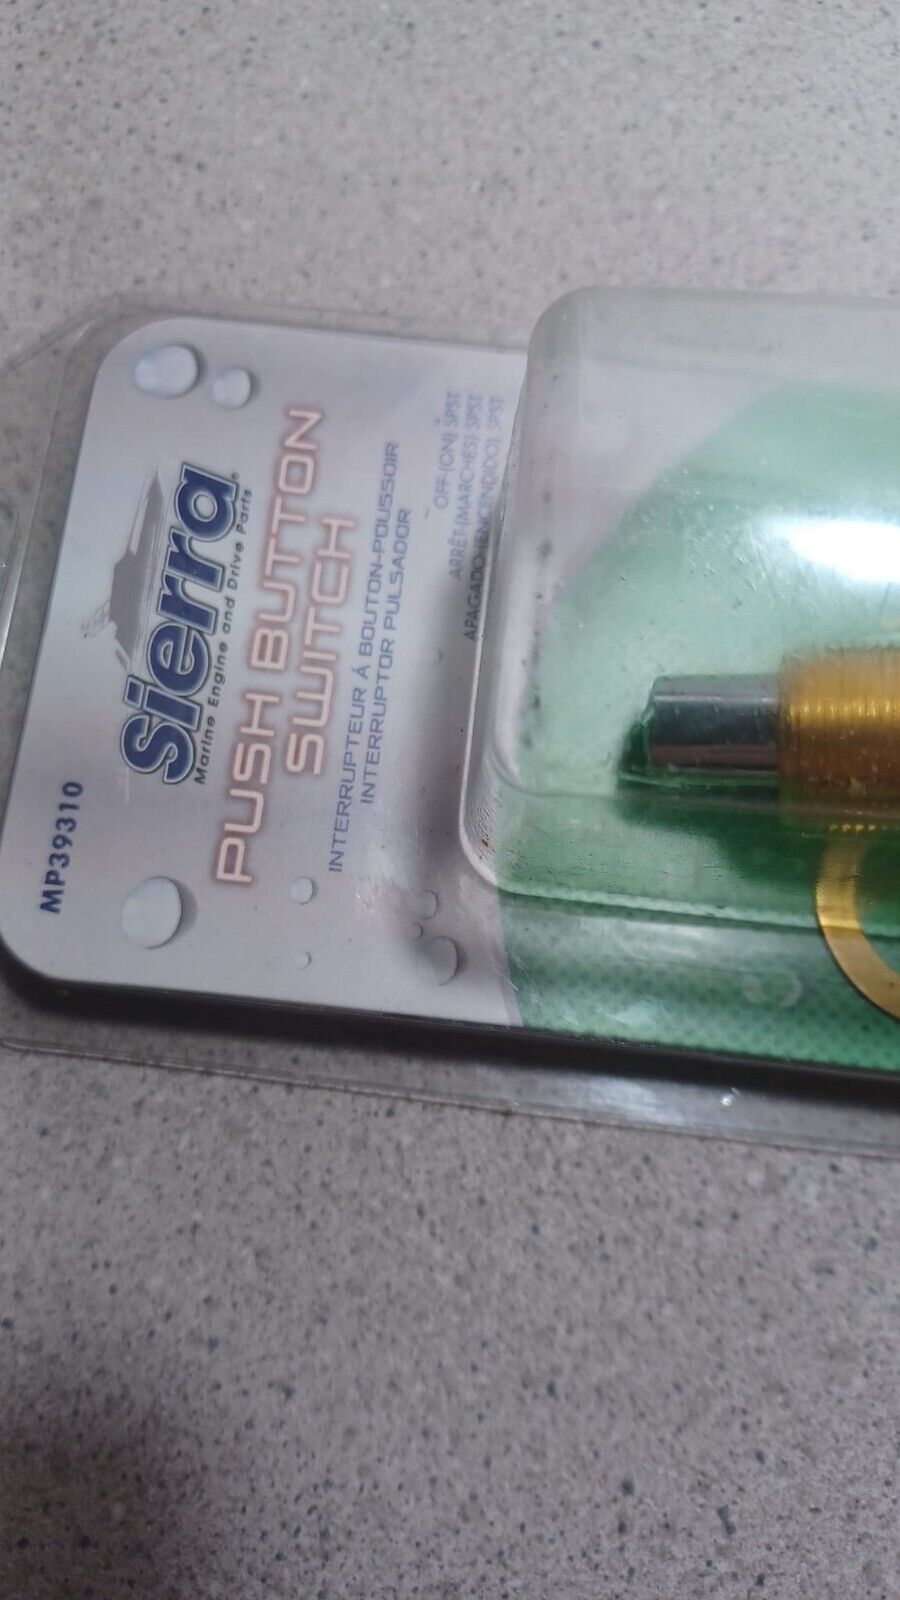 MP39310
Sierra®
Marine Engine and Drive Parts
PUSH BUTTON
SWITCH
INTERRUPTEUR À BOUTON-POUSSOIR
INTERRUPTOR PULSADOR
OFF (ON) SPST
ARRÊT (MARCHES) SPST
APAGADO (ENCENDIDO) SPST